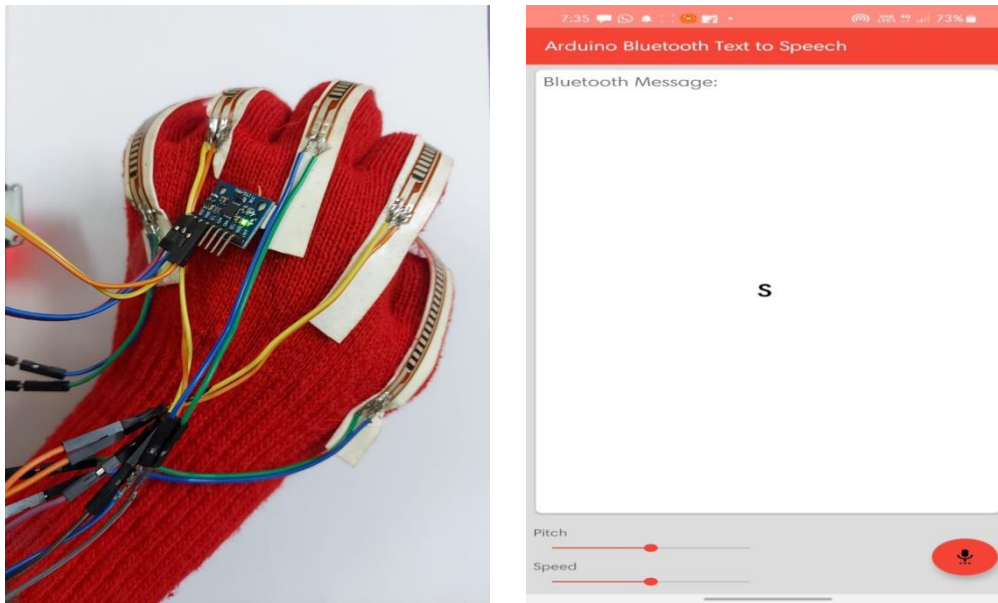 7:35
73%
Arduino Bluetooth Text to Speech
Bluetooth Message:
S
Pitch
Speed